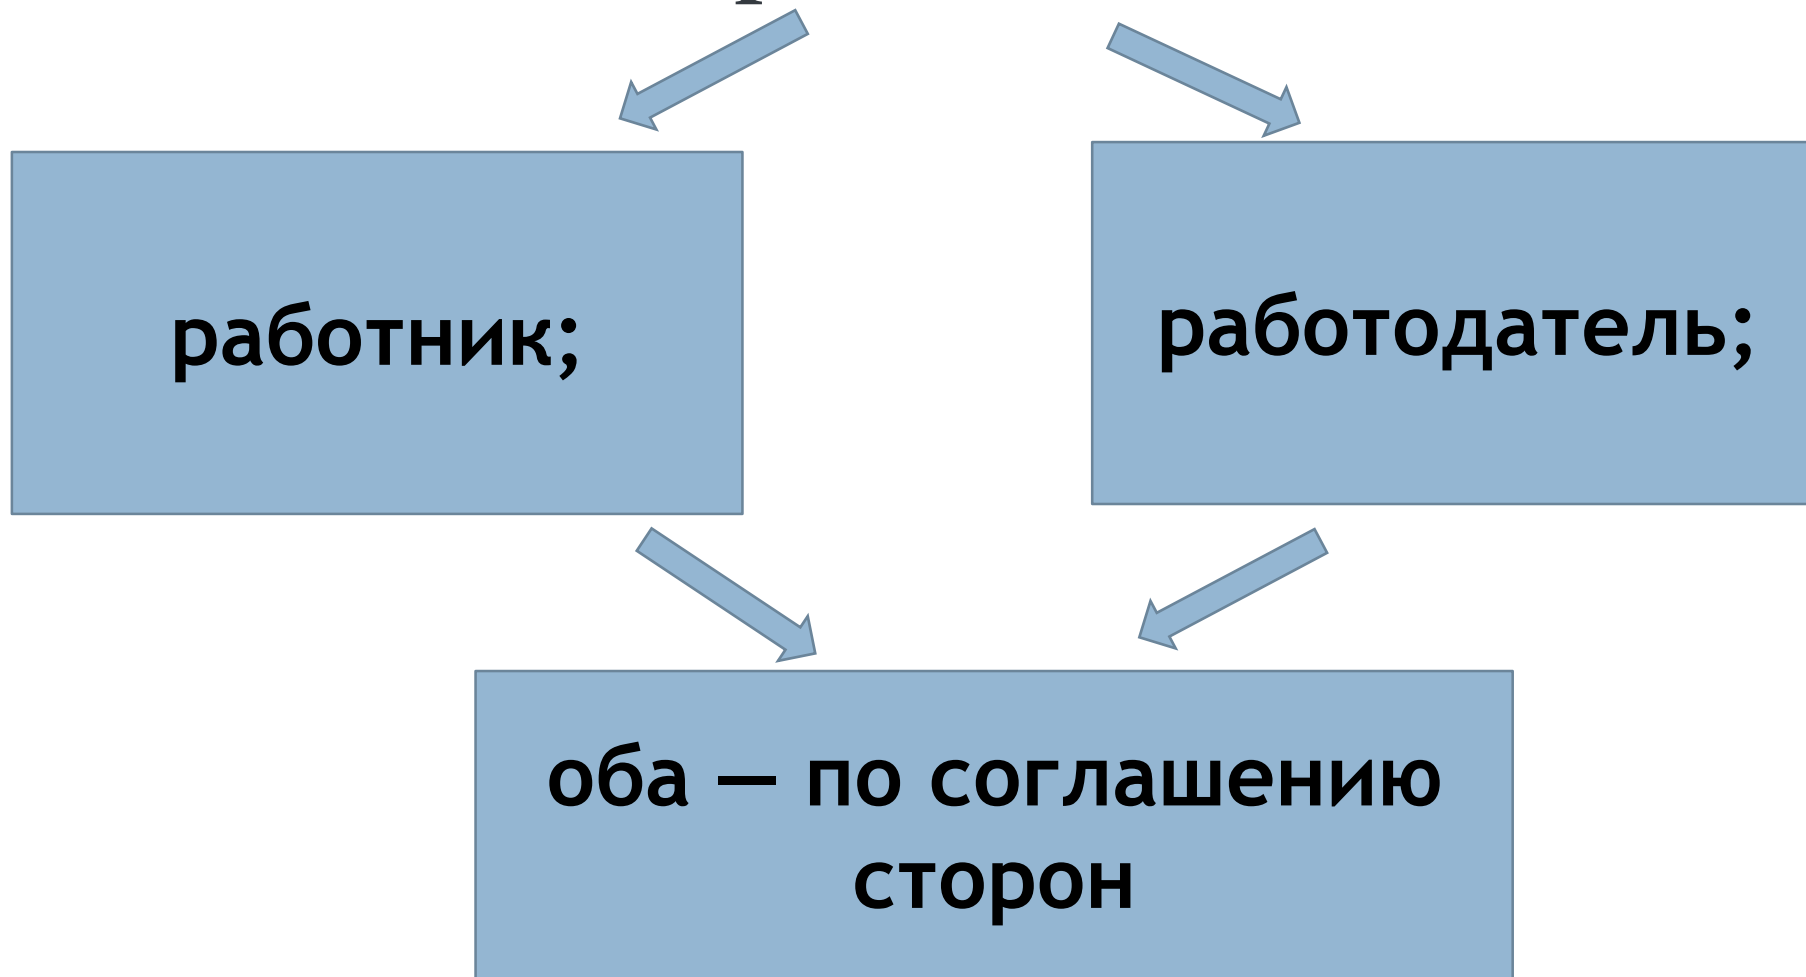 работник;
работодатель;
оба — по соглашению
сторон